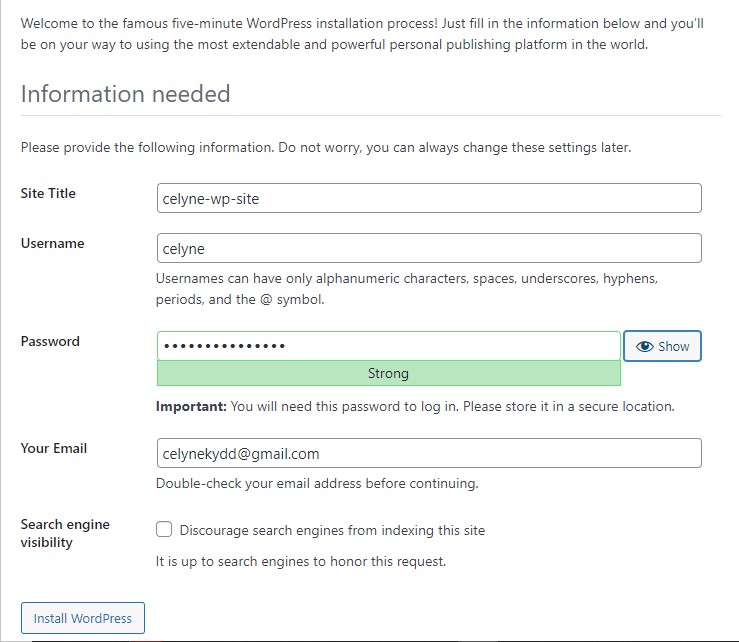 Welcome to the famous five-minute WordPress installation process! Just fill in the information below and you’ll
be on your way to using the most extendable and powerful personal publishing platform in the world.
Information needed
Please provide the following information. Do not worry, you can always change these settings later.
Site Title
celyne-wp-site
Username
celyne
Usernames can have only alphanumeric characters, spaces, underscores, hyphens,
periods, and the @ symbol.
Password
•••••••••••••••
Show
Strong
Important: You will need this password to log in. Please store it in a secure location.
Your Email
celynekydd@gmail.com
Double-check your email address before continuing.
Search engine
visibility
Discourage search engines from indexing this site
It is up to search engines to honor this request.
Install WordPress